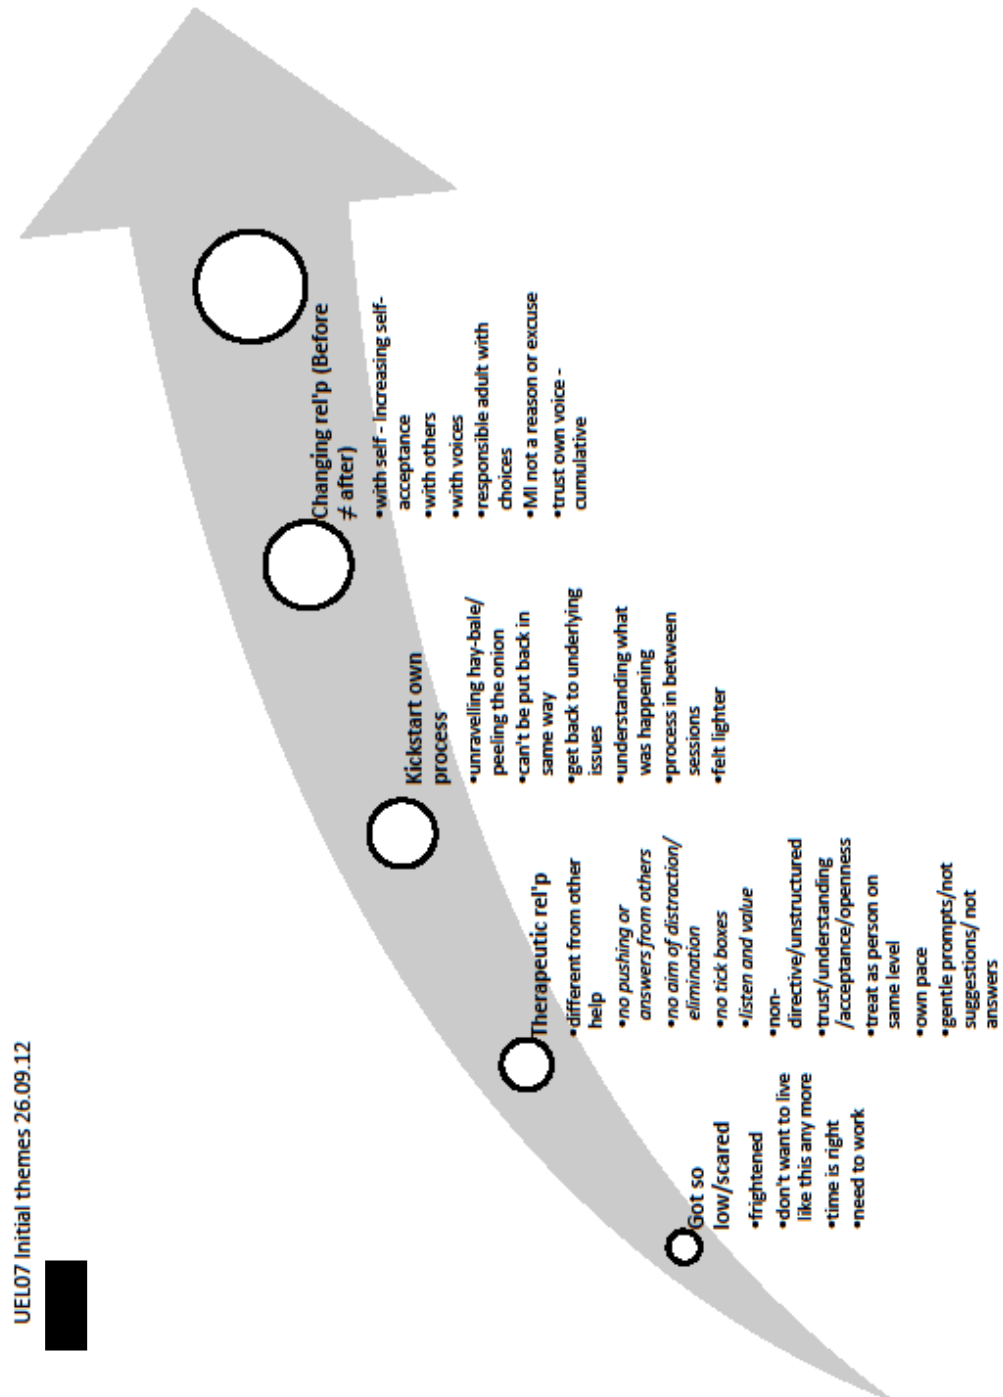 UEL07 Initial themes 26.09.12
Got so
low/scared
•frightened
•don't want to live
like this any more
•time is right
•need to work
Therapeutic rel'p
•different from other
help
•no pushing or
answers from others
•no aim of distraction/
elimination
•no tick boxes
•listen and value
•non-
directive/unstructured
•trust/understanding
/acceptance/openness
•treat as person on
same level
•own pace
•gentle prompts/not
suggestions/ not
answers
Kickstart own
process
•unravelling hay-bale/
peeling the onion
•can't be put back in
same way
•get back to underlying
issues
•understanding what
was happening
•process in between
sessions
•felt lighter
Changing rel'p (Before
≠ after)
•with self - Increasing self-
acceptance
•with others
•with voices
•responsible adult with
choices
•MI not a reason or excuse
•trust own voice -
cumulative